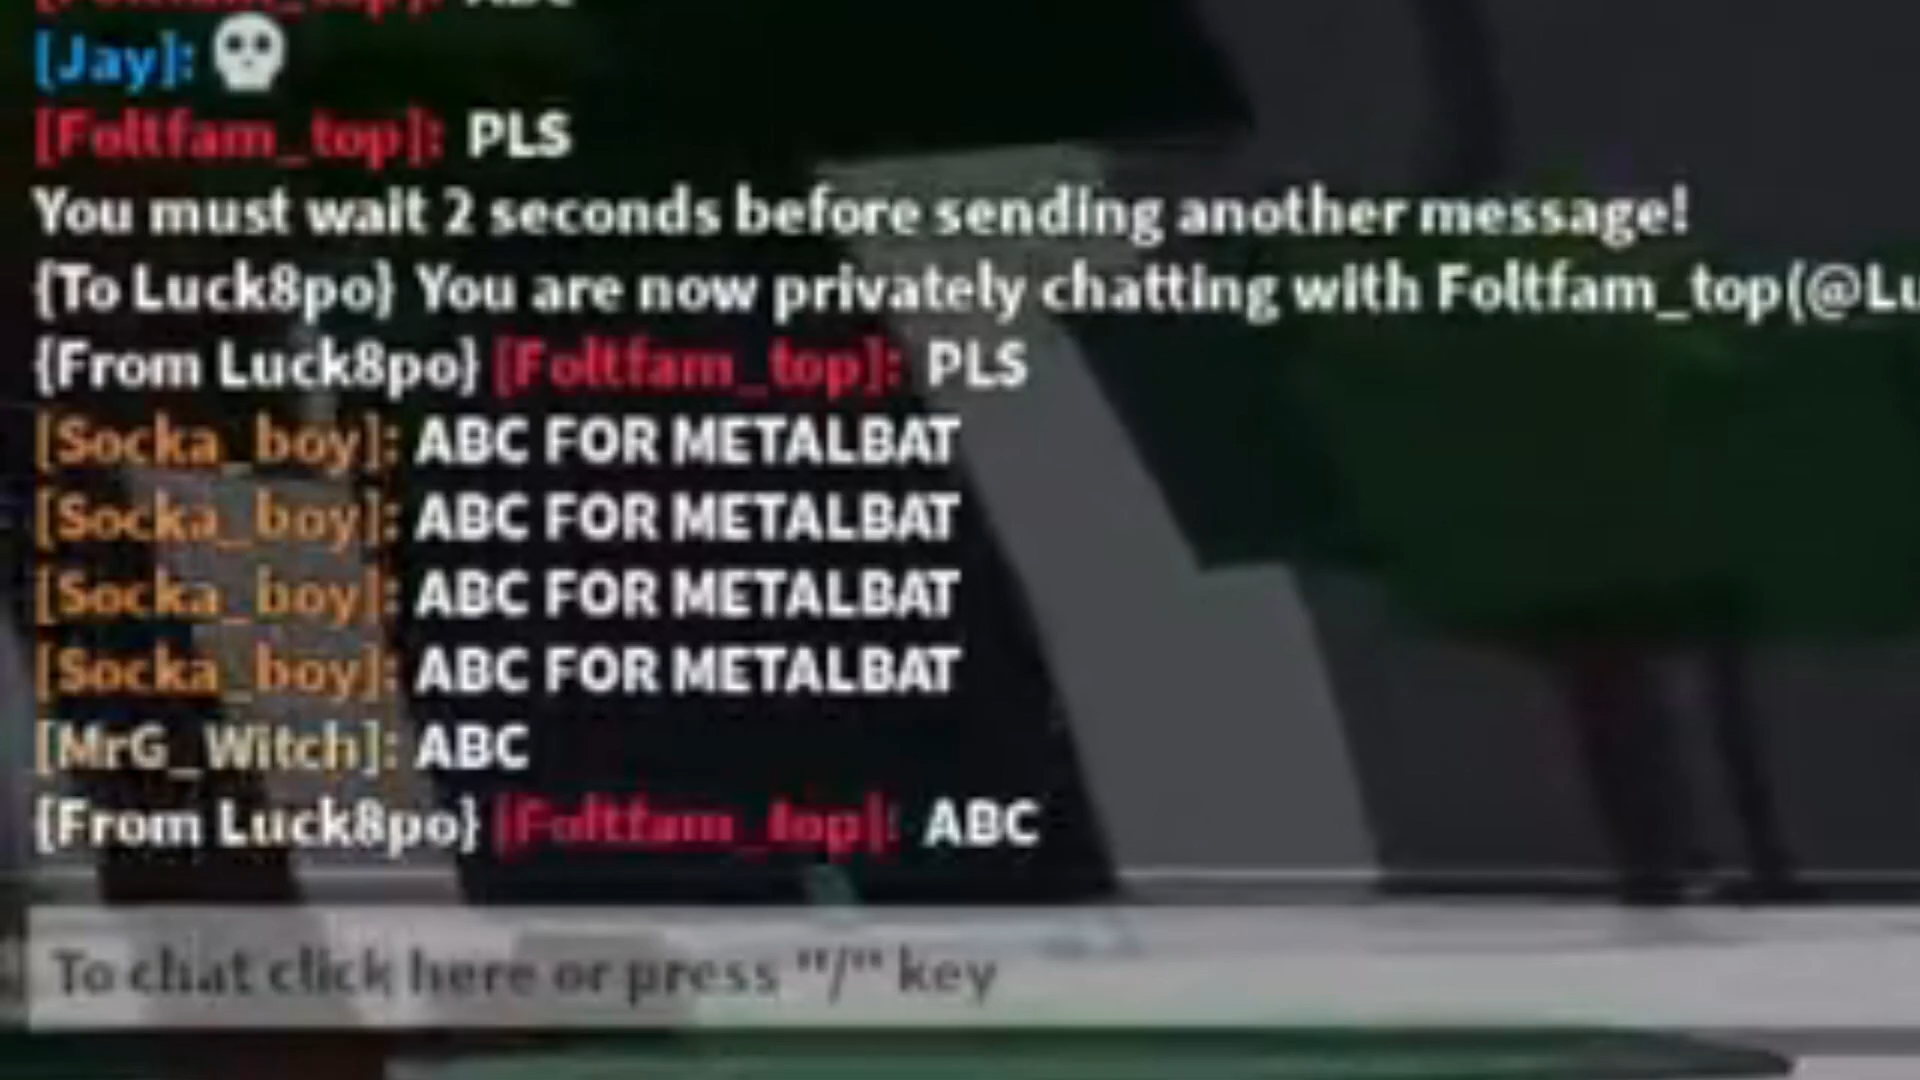 [Foltfam_top]: ABC
[Jay]: 💀
[Foltfam_top]: PLS
You must wait 2 seconds before sending another message!
{To Luck8po} You are now privately chatting with Foltfam_top(@Lu
{From Luck8po} [Foltfam_top]: PLS
[Socka_boy]: ABC FOR METALBAT
[Socka_boy]: ABC FOR METALBAT
[Socka_boy]: ABC FOR METALBAT
[Socka_boy]: ABC FOR METALBAT
[MrG_Witch]: ABC
{From Luck8po} [Foltfam_top]: ABC
To chat click here or press "/" key